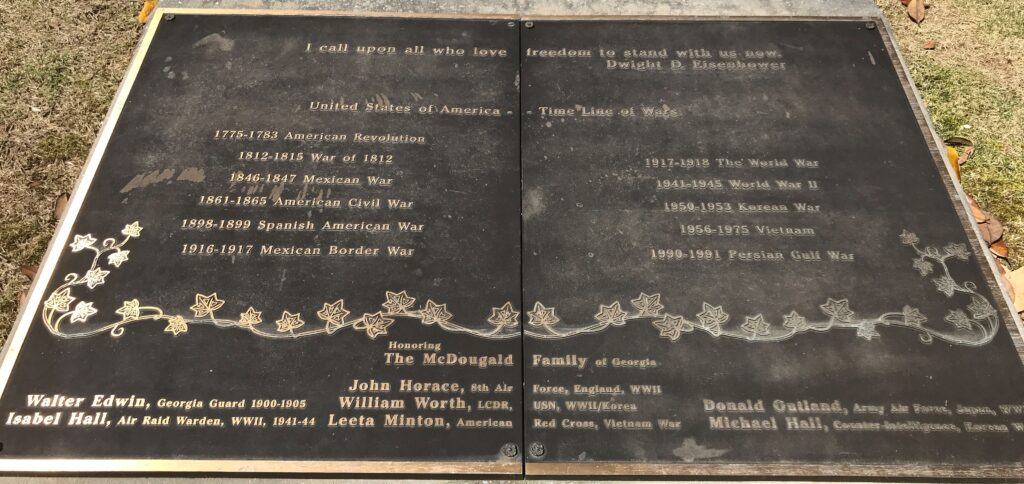 I call upon all who love freedom to stand with us now.
Dwight D. Eisenhower
United States of America - - Time Line of Wars
1775-1783 American Revolution
1812-1815 War of 1812
1846-1847 Mexican War
1861-1865 American Civil War
1898-1899 Spanish American War
1916-1917 Mexican Border War
1917-1918 The World War
1941-1945 World War II
1950-1953 Korean War
1956-1975 Vietnam
1990-1991 Persian Gulf War
Honoring
The McDougald Family of Georgia
Walter Edwin, Georgia Guard 1900-1905
Isabel Hall, Air Raid Warden, WWII, 1941-44
John Horace, 8th Air Force, England, WWII
William Worth, LCDR, USN, WWII/Korea
Leeta Minton, American Red Cross, Vietnam War
Donald Outland, Army Air Force, Japan,
Michael Hall, Counter-Intelligence, Korean